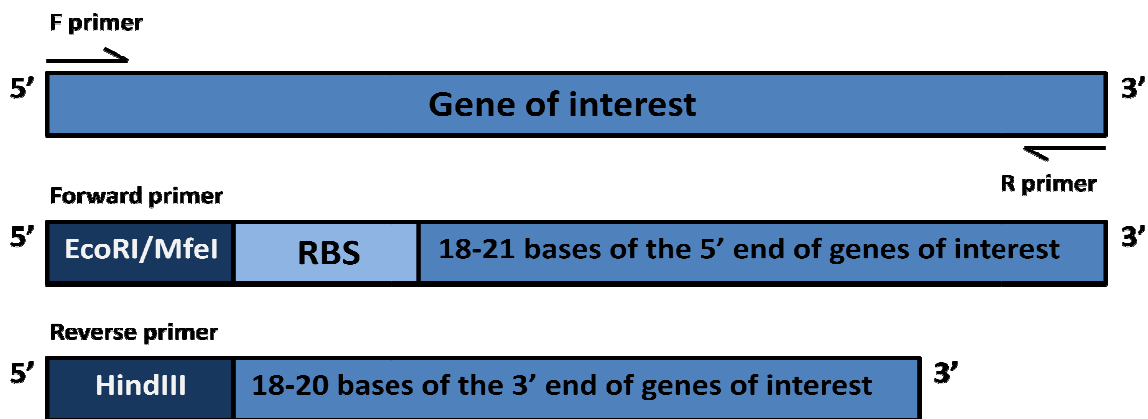 F primer
5’ Gene of interest 3’
R primer
Forward primer
5’ EcoRI/MfeI RBS 18-21 bases of the 5’ end of genes of interest 3’
Reverse primer
5’ HindIII 18-20 bases of the 3’ end of genes of interest 3’